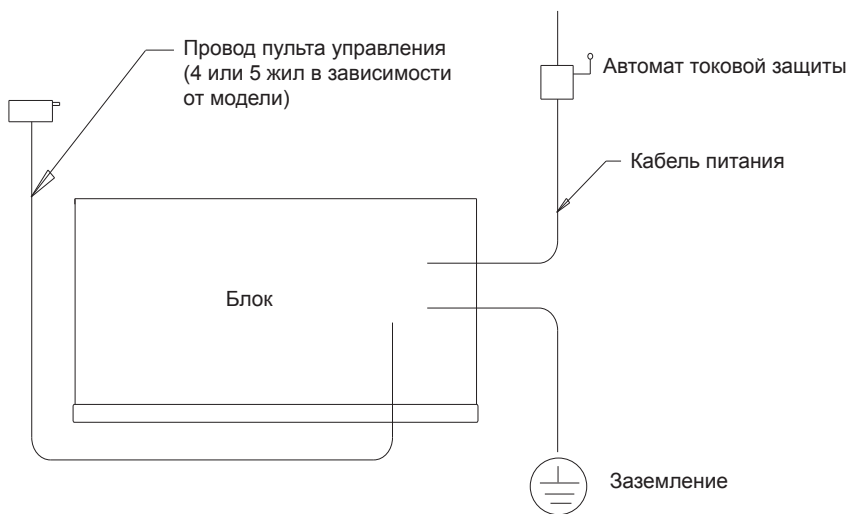 Провод пульта управления
(4 или 5 жил в зависимости
от модели)
Автомат токовой защиты
Кабель питания
Блок
Заземление